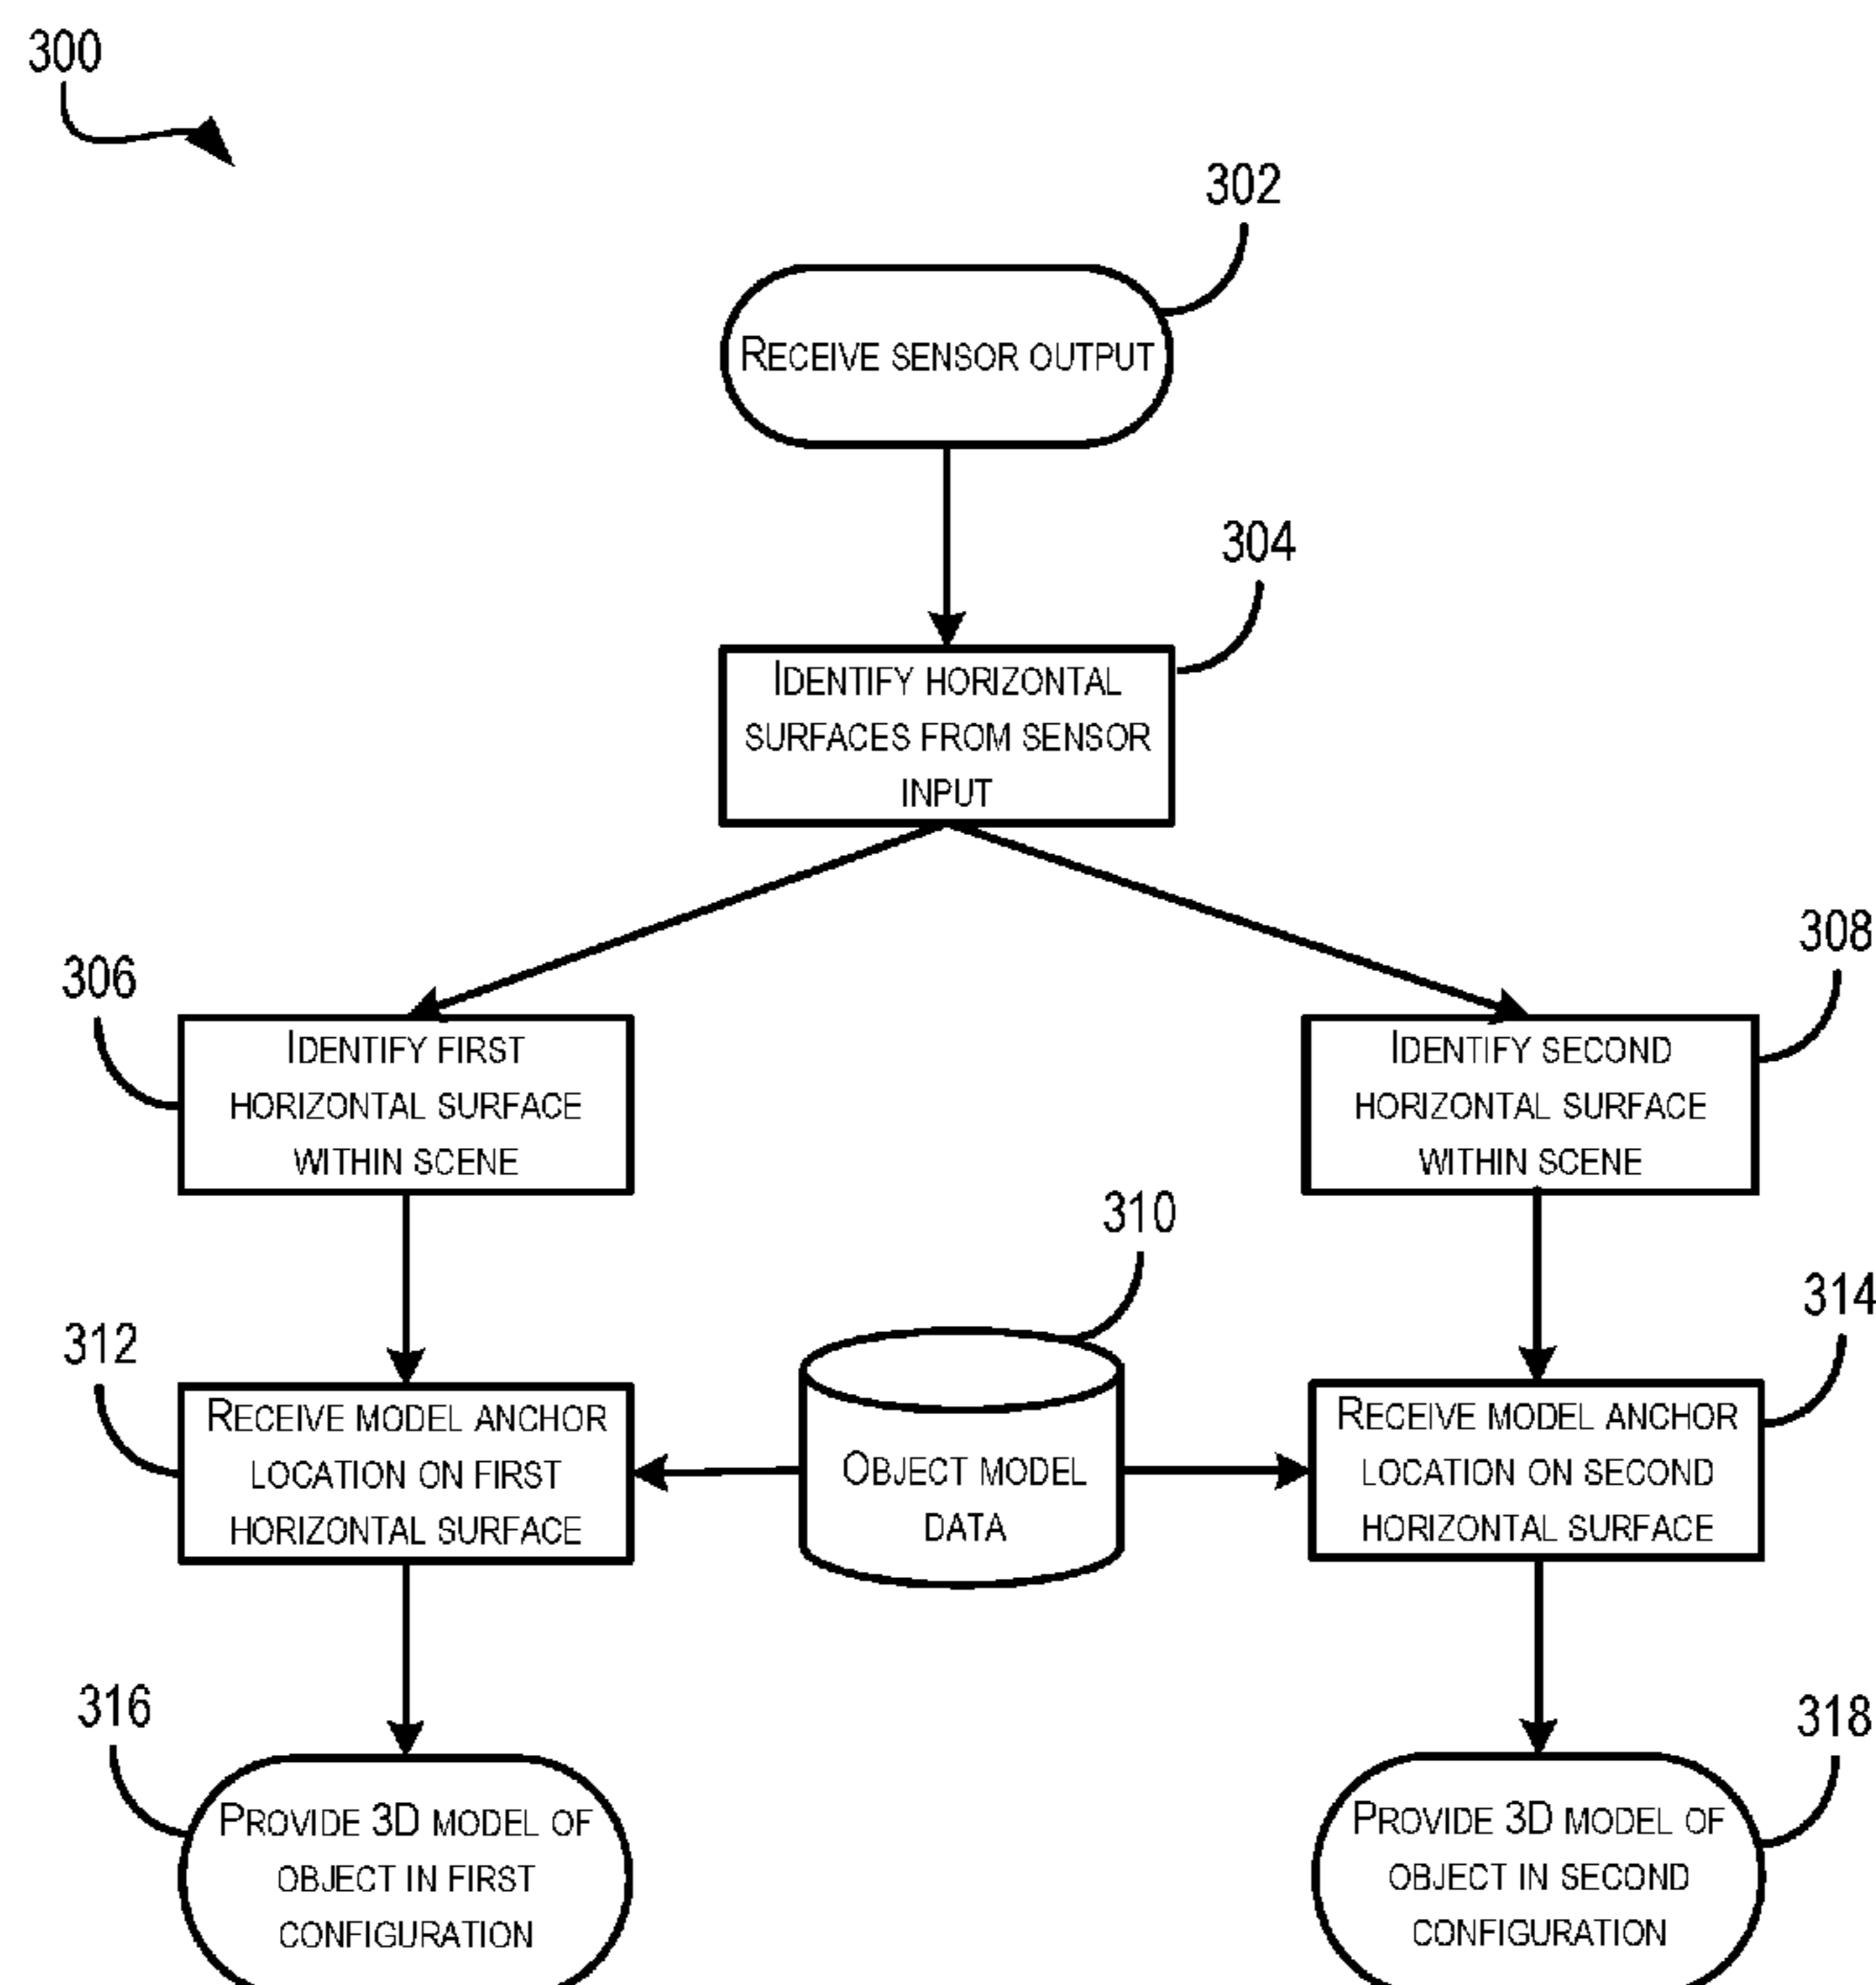 300
302
RECEIVE SENSOR OUTPUT
304
IDENTIFY HORIZONTAL
SURFACES FROM SENSOR
INPUT
306
IDENTIFY FIRST
HORIZONTAL SURFACE
WITHIN SCENE
308
IDENTIFY SECOND
HORIZONTAL SURFACE
WITHIN SCENE
310
OBJECT MODEL
DATA
312
RECEIVE MODEL ANCHOR
LOCATION ON FIRST
HORIZONTAL SURFACE
314
RECEIVE MODEL ANCHOR
LOCATION ON SECOND
HORIZONTAL SURFACE
316
PROVIDE 3D MODEL OF
OBJECT IN FIRST
CONFIGURATION
318
PROVIDE 3D MODEL OF
OBJECT IN SECOND
CONFIGURATION